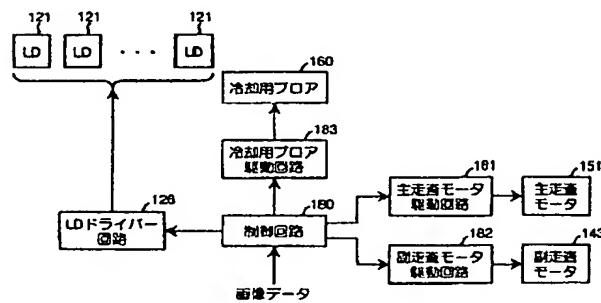 121 121 121
LD LD ・・・ LD
160
冷却用ブロア
183
冷却用ブロア
駆動回路
126
LDドライバー
回路
180
制御回路
181
主走査モータ
駆動回路
151
主走査
モータ
182
副走査モータ
駆動回路
143
副走査
モータ
画像データ